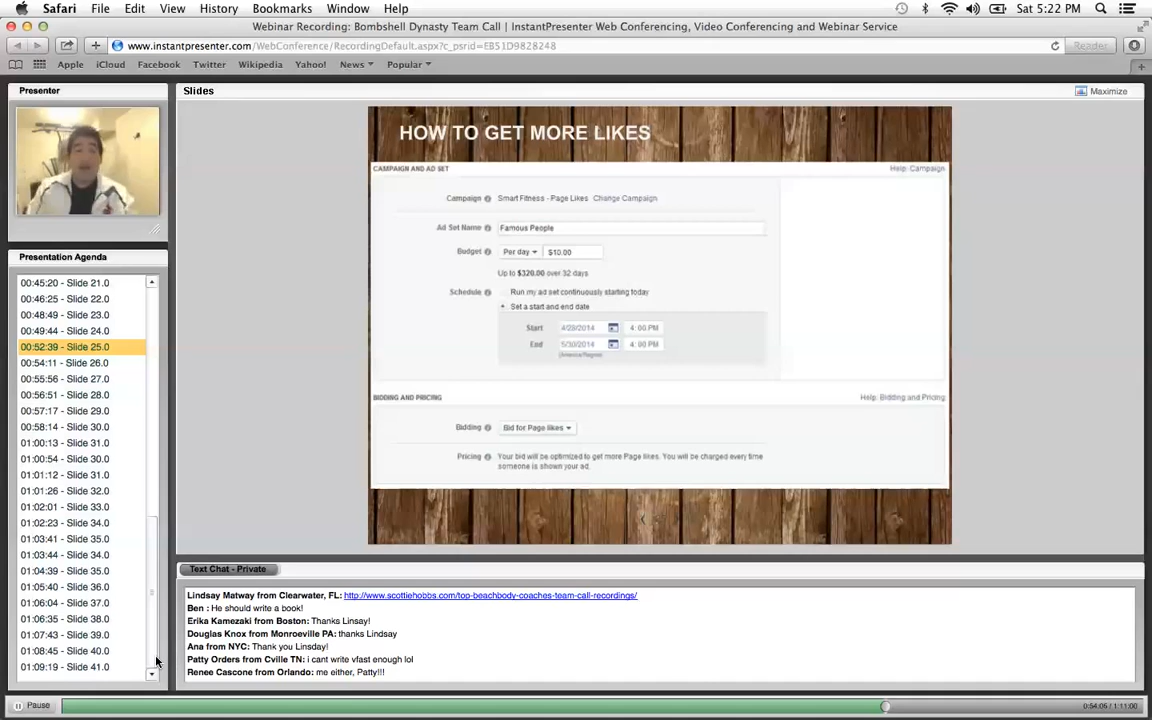 Safari File Edit View History Bookmarks Window Help Sat 5:22 PM
Webinar Recording: Bombshell Dynasty Team Call | InstantPresenter Web Conferencing, Video Conferencing and Webinar Service
www.instantpresenter.com/WebConference/RecordingDefault.aspx?c_psrid=EB51D9828248 Reader
Apple iCloud Facebook Twitter Wikipedia Yahoo! News Popular
Presenter
Slides
Maximize
HOW TO GET MORE LIKES
CAMPAIGN AND AD SET Help: Campaign
Campaign Smart Fitness - Page Likes Change Campaign
Ad Set Name Famous People
Budget Per day $10.00
Up to $320.00 over 32 days
Schedule Run my ad set continuously starting today
Set a start and end date
Start 4/28/2014 4:00 PM
End 5/30/2014 4:00 PM
BIDDING AND PRICING Help: Bidding and Pricing
Bidding Bid for Page likes
Pricing Your bid will be optimized to get more Page likes. You will be charged every time
someone is shown your ad.
Presentation Agenda
00:45:20 - Slide 21.0
00:46:25 - Slide 22.0
00:48:49 - Slide 23.0
00:49:44 - Slide 24.0
00:52:39 - Slide 25.0
00:54:11 - Slide 26.0
00:55:56 - Slide 27.0
00:56:51 - Slide 28.0
00:57:17 - Slide 29.0
00:58:14 - Slide 30.0
01:00:13 - Slide 31.0
01:00:54 - Slide 30.0
01:01:12 - Slide 31.0
01:01:26 - Slide 32.0
01:02:01 - Slide 33.0
01:02:23 - Slide 34.0
01:03:41 - Slide 35.0
01:03:44 - Slide 34.0
01:04:39 - Slide 35.0
01:05:40 - Slide 36.0
01:06:04 - Slide 37.0
01:06:35 - Slide 38.0
01:07:43 - Slide 39.0
01:08:45 - Slide 40.0
01:09:19 - Slide 41.0
Text Chat - Private
Lindsay Matway from Clearwater, FL: http://www.scottiehobbs.com/top-beachbody-coaches-team-call-recordings/
Ben : He should write a book!
Erika Kamezaki from Boston: Thanks Linsay!
Douglas Knox from Monroeville PA: thanks Lindsay
Ana from NYC: Thank you Linsday!
Patty Orders from Cville TN: i cant write vfast enough lol
Renee Cascone from Orlando: me either, Patty!!!
Pause 0:54:05 / 1:11:00